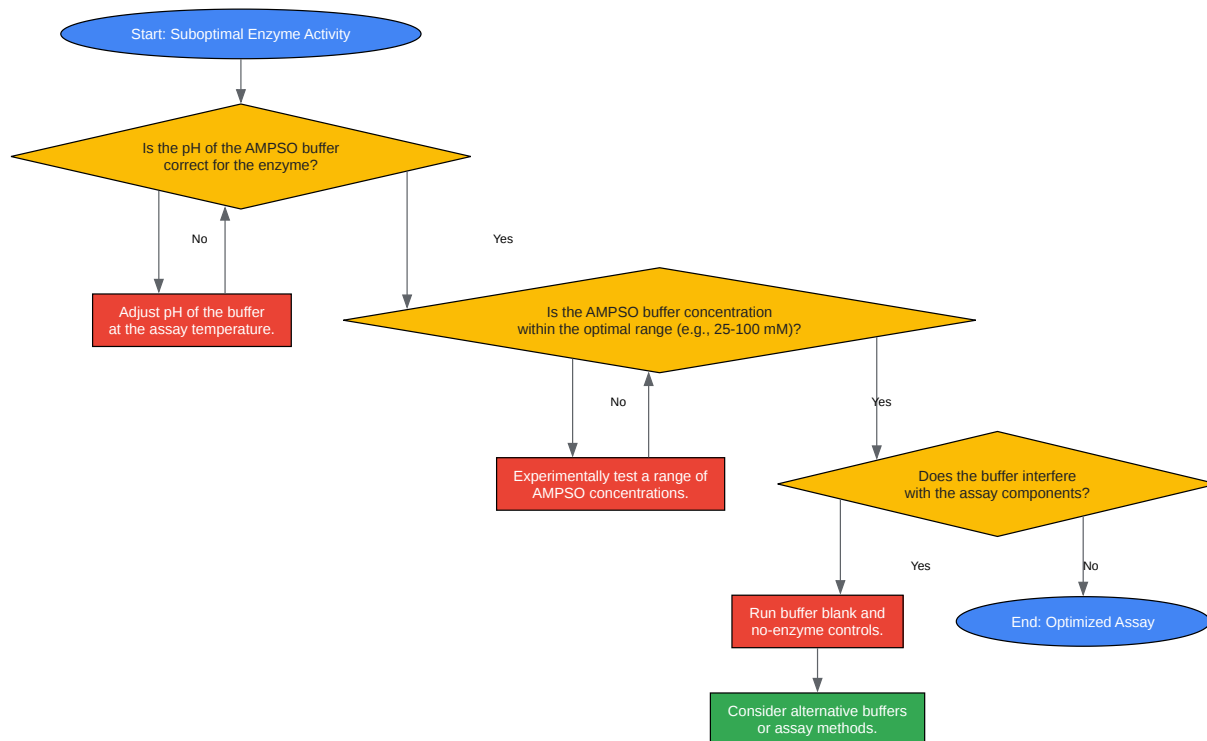 Start: Suboptimal Enzyme Activity
Is the pH of the AMPSO buffer
correct for the enzyme?
No
Yes
Adjust pH of the buffer
at the assay temperature.
Is the AMPSO buffer concentration
within the optimal range (e.g., 25-100 mM)?
No
Yes
Experimentally test a range of
AMPSO concentrations.
Does the buffer interfere
with the assay components?
Yes
No
Run buffer blank and
no-enzyme controls.
End: Optimized Assay
Consider alternative buffers
or assay methods.